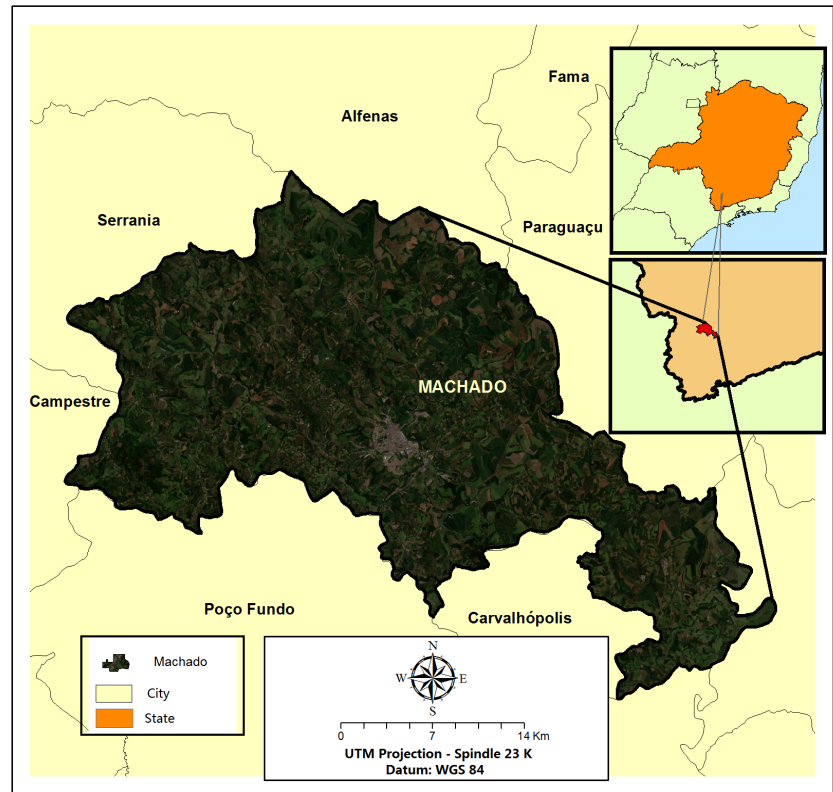 Fama
Alfenas
Serrania
Paraguaçu
MACHADO
Campestre
Poço Fundo
Carvalhópolis
Machado
City
State
N
W E
S
0 7 14 Km
UTM Projection - Spindle 23 K
Datum: WGS 84